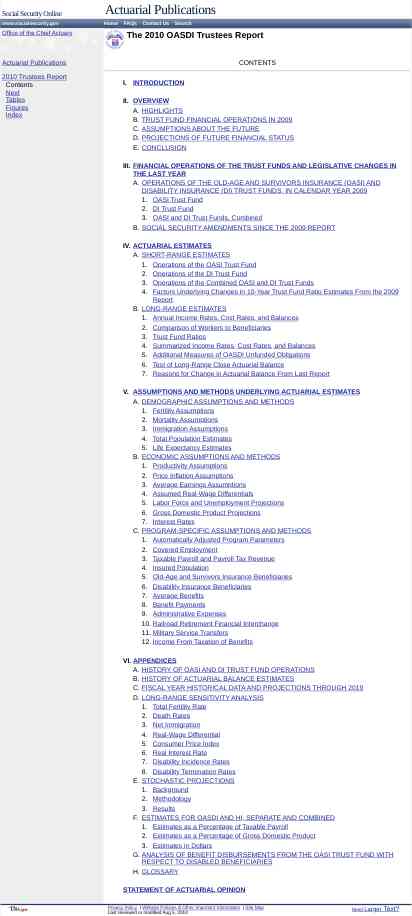 Social Security Online
Actuarial Publications
www.socialsecurity.gov
Home FAQs Contact Us Search
Office of the Chief Actuary
The 2010 OASDI Trustees Report
Actuarial Publications
2010 Trustees Report
Contents
Next
Tables
Figures
Index
CONTENTS
I. INTRODUCTION
II. OVERVIEW
A. HIGHLIGHTS
B. TRUST FUND FINANCIAL OPERATIONS IN 2009
C. ASSUMPTIONS ABOUT THE FUTURE
D. PROJECTIONS OF FUTURE FINANCIAL STATUS
E. CONCLUSION
III. FINANCIAL OPERATIONS OF THE TRUST FUNDS AND LEGISLATIVE CHANGES IN
THE LAST YEAR
A. OPERATIONS OF THE OLD-AGE AND SURVIVORS INSURANCE (OASI) AND
DISABILITY INSURANCE (DI) TRUST FUNDS, IN CALENDAR YEAR 2009
1. OASI Trust Fund
2. DI Trust Fund
3. OASI and DI Trust Funds, Combined
B. SOCIAL SECURITY AMENDMENTS SINCE THE 2009 REPORT
IV. ACTUARIAL ESTIMATES
A. SHORT-RANGE ESTIMATES
1. Operations of the OASI Trust Fund
2. Operations of the DI Trust Fund
3. Operations of the Combined OASI and DI Trust Funds
4. Factors Underlying Changes in 10-Year Trust Fund Ratio Estimates From the 2009
Report
B. LONG-RANGE ESTIMATES
1. Annual Income Rates, Cost Rates, and Balances
2. Comparison of Workers to Beneficiaries
3. Trust Fund Ratios
4. Summarized Income Rates, Cost Rates, and Balances
5. Additional Measures of OASDI Unfunded Obligations
6. Test of Long-Range Close Actuarial Balance
7. Reasons for Change in Actuarial Balance From Last Report
V. ASSUMPTIONS AND METHODS UNDERLYING ACTUARIAL ESTIMATES
A. DEMOGRAPHIC ASSUMPTIONS AND METHODS
1. Fertility Assumptions
2. Mortality Assumptions
3. Immigration Assumptions
4. Total Population Estimates
5. Life Expectancy Estimates
B. ECONOMIC ASSUMPTIONS AND METHODS
1. Productivity Assumptions
2. Price Inflation Assumptions
3. Average Earnings Assumptions
4. Assumed Real-Wage Differentials
5. Labor Force and Unemployment Projections
6. Gross Domestic Product Projections
7. Interest Rates
C. PROGRAM-SPECIFIC ASSUMPTIONS AND METHODS
1. Automatically Adjusted Program Parameters
2. Covered Employment
3. Taxable Payroll and Payroll Tax Revenue
4. Insured Population
5. Old-Age and Survivors Insurance Beneficiaries
6. Disability Insurance Beneficiaries
7. Average Benefits
8. Benefit Payments
9. Administrative Expenses
10. Railroad Retirement Financial Interchange
11. Military Service Transfers
12. Income From Taxation of Benefits
VI. APPENDICES
A. HISTORY OF OASI AND DI TRUST FUND OPERATIONS
B. HISTORY OF ACTUARIAL BALANCE ESTIMATES
C. FISCAL YEAR HISTORICAL DATA AND PROJECTIONS THROUGH 2019
D. LONG-RANGE SENSITIVITY ANALYSIS
1. Total Fertility Rate
2. Death Rates
3. Net Immigration
4. Real-Wage Differential
5. Consumer Price Index
6. Real Interest Rate
7. Disability Incidence Rates
8. Disability Termination Rates
E. STOCHASTIC PROJECTIONS
1. Background
2. Methodology
3. Results
F. ESTIMATES FOR OASDI AND HI, SEPARATE AND COMBINED
1. Estimates as a Percentage of Taxable Payroll
2. Estimates as a Percentage of Gross Domestic Product
3. Estimates in Dollars
G. ANALYSIS OF BENEFIT DISBURSEMENTS FROM THE OASI TRUST FUND WITH
RESPECT TO DISABLED BENEFICIARIES
H. GLOSSARY
STATEMENT OF ACTUARIAL OPINION
Privacy Policy | Website Policies & Other Important Information | Site Map
Last reviewed or modified Aug 5, 2010
Need Larger Text?